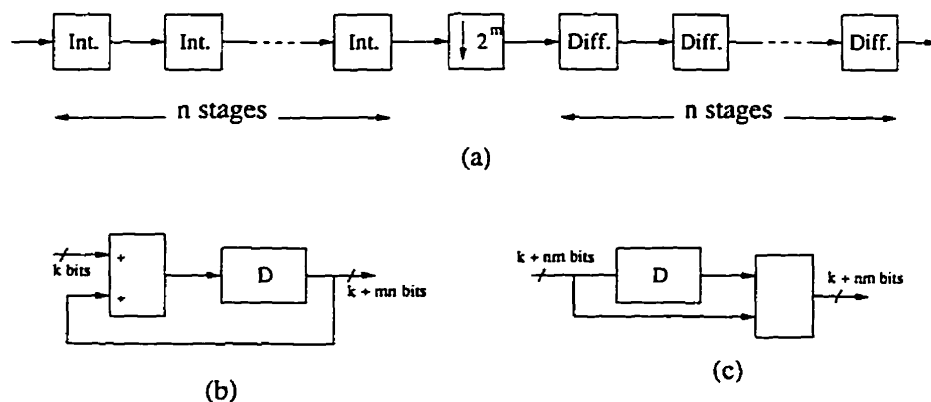 Int. Int. Int. ↓ 2^m Diff. Diff. Diff.
n stages n stages
(a)
k bits + + D k + mn bits
k + nm bits D k + nm bits
(b)
(c)